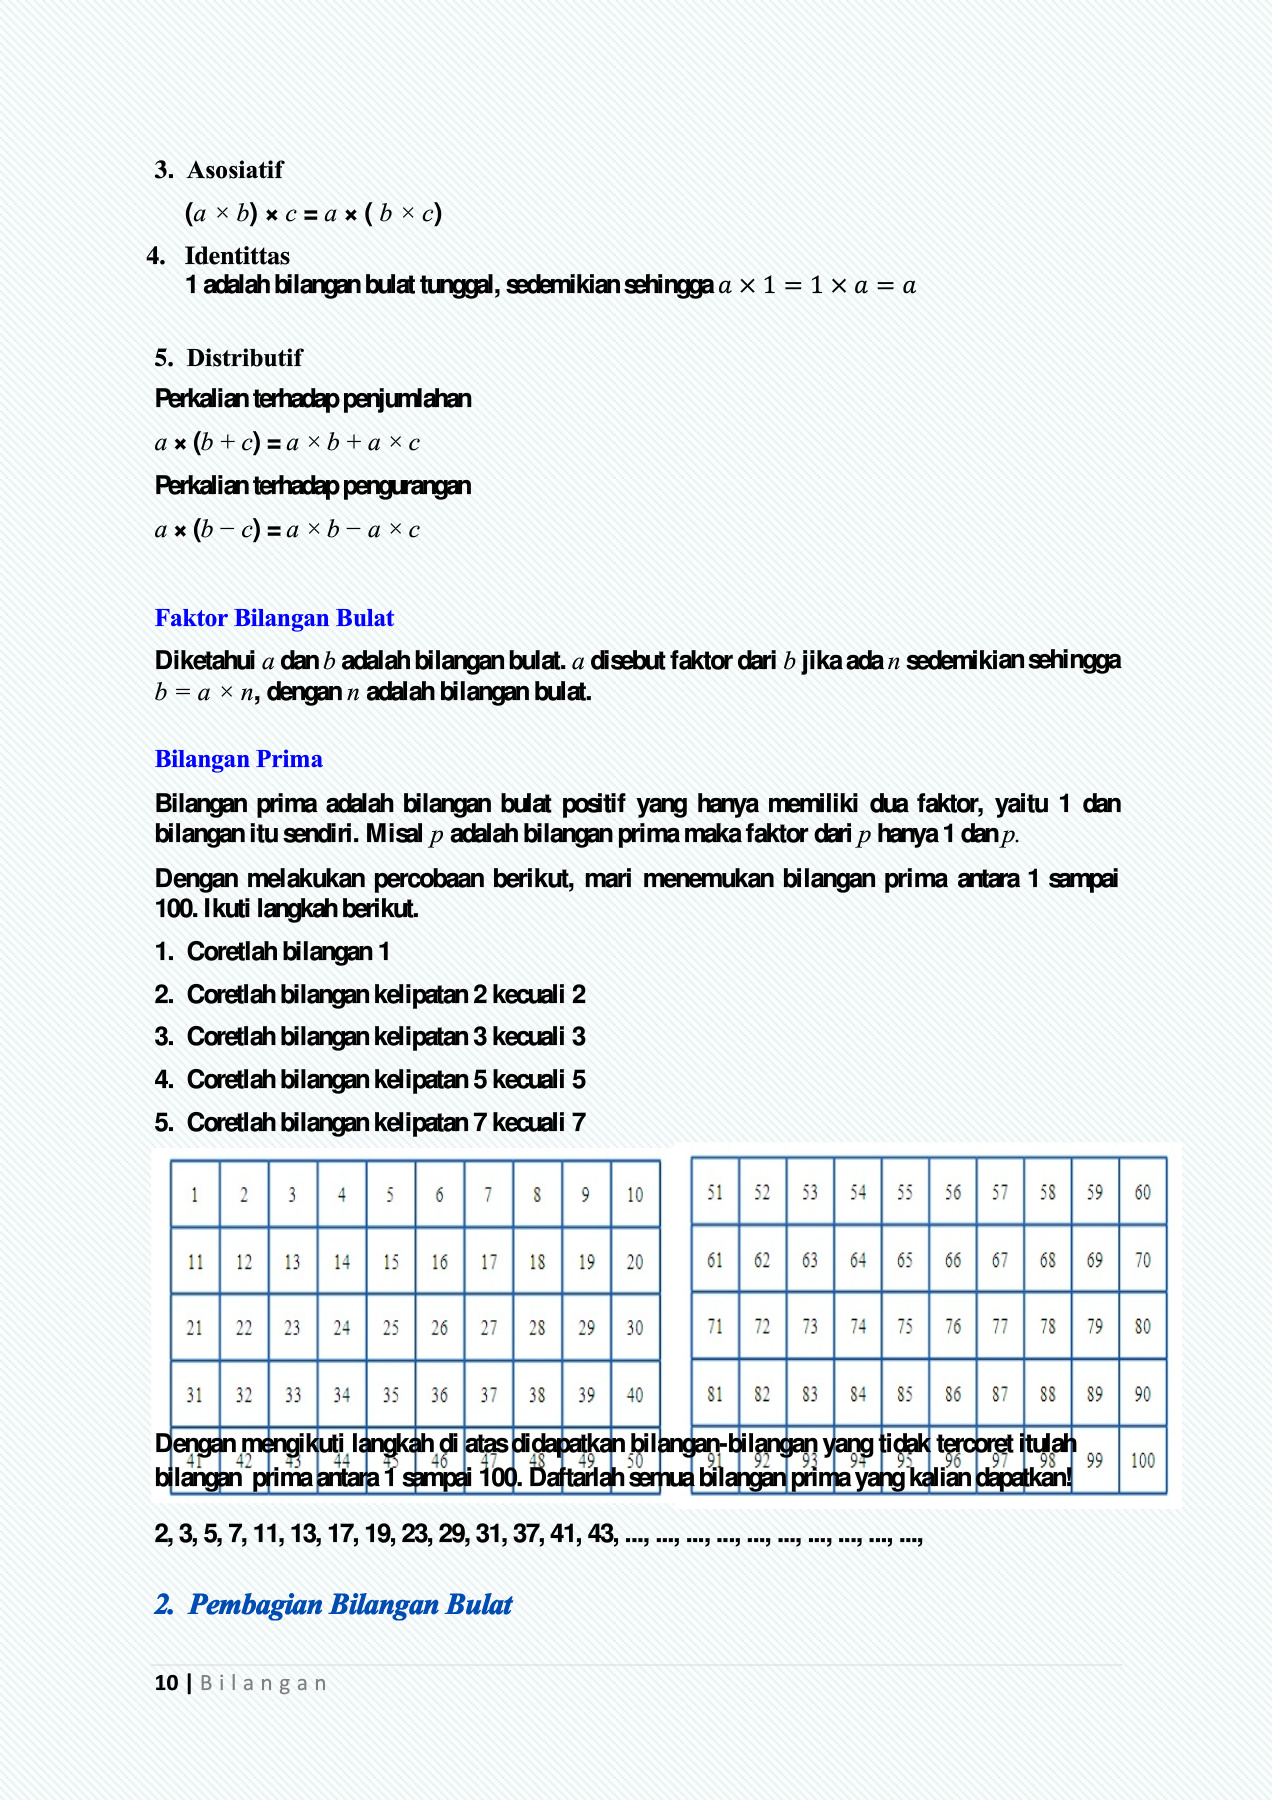 3. Asosiatif
(a × b) × c = a × ( b × c)
4. Identittas
1 adalah bilangan bulat tunggal, sedemikian sehingga a × 1 = 1 × a = a
5. Distributif
Perkalian terhadap penjumlahan
a × (b + c) = a × b + a × c
Perkalian terhadap pengurangan
a × (b − c) = a × b − a × c
Faktor Bilangan Bulat
Diketahui a dan b adalah bilangan bulat. a disebut faktor dari b jika ada n sedemikian sehingga
b = a × n, dengan n adalah bilangan bulat.
Bilangan Prima
Bilangan prima adalah bilangan bulat positif yang hanya memiliki dua faktor, yaitu 1 dan
bilangan itu sendiri. Misal p adalah bilangan prima maka faktor dari p hanya 1 dan p.
Dengan melakukan percobaan berikut, mari menemukan bilangan prima antara 1 sampai
100. Ikuti langkah berikut.
1. Coretlah bilangan 1
2. Coretlah bilangan kelipatan 2 kecuali 2
3. Coretlah bilangan kelipatan 3 kecuali 3
4. Coretlah bilangan kelipatan 5 kecuali 5
5. Coretlah bilangan kelipatan 7 kecuali 7
1 2 3 4 5 6 7 8 9 10
11 12 13 14 15 16 17 18 19 20
21 22 23 24 25 26 27 28 29 30
31 32 33 34 35 36 37 38 39 40
41 42 43 44 45 46 47 48 49 50
51 52 53 54 55 56 57 58 59 60
61 62 63 64 65 66 67 68 69 70
71 72 73 74 75 76 77 78 79 80
81 82 83 84 85 86 87 88 89 90
91 92 93 94 95 96 97 98 99 100
Dengan mengikuti langkah di atas didapatkan bilangan-bilangan yang tidak tercoret itulah
bilangan prima antara 1 sampai 100. Daftarlah semua bilangan prima yang kalian dapatkan!
2, 3, 5, 7, 11, 13, 17, 19, 23, 29, 31, 37, 41, 43, ..., ..., ..., ..., ..., ..., ..., ..., ..., ...,
2. Pembagian Bilangan Bulat
10 | Bilangan